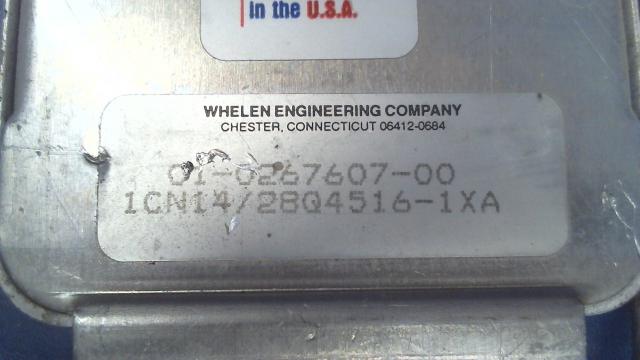 in the U.S.A.
WHELEN ENGINEERING COMPANY
CHESTER, CONNECTICUT 06412-0684
01-0267607-00
1CN14/28Q4516-1XA